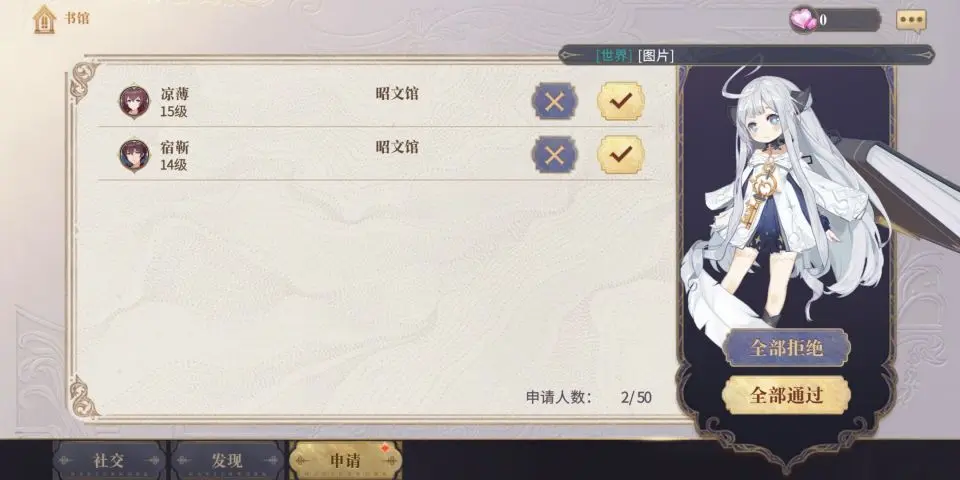 书馆
0
[世界] [图片]
凉薄
15级
昭文馆
宿靳
14级
昭文馆
全部拒绝
申请人数： 2/50
全部通过
社交
发现
申请